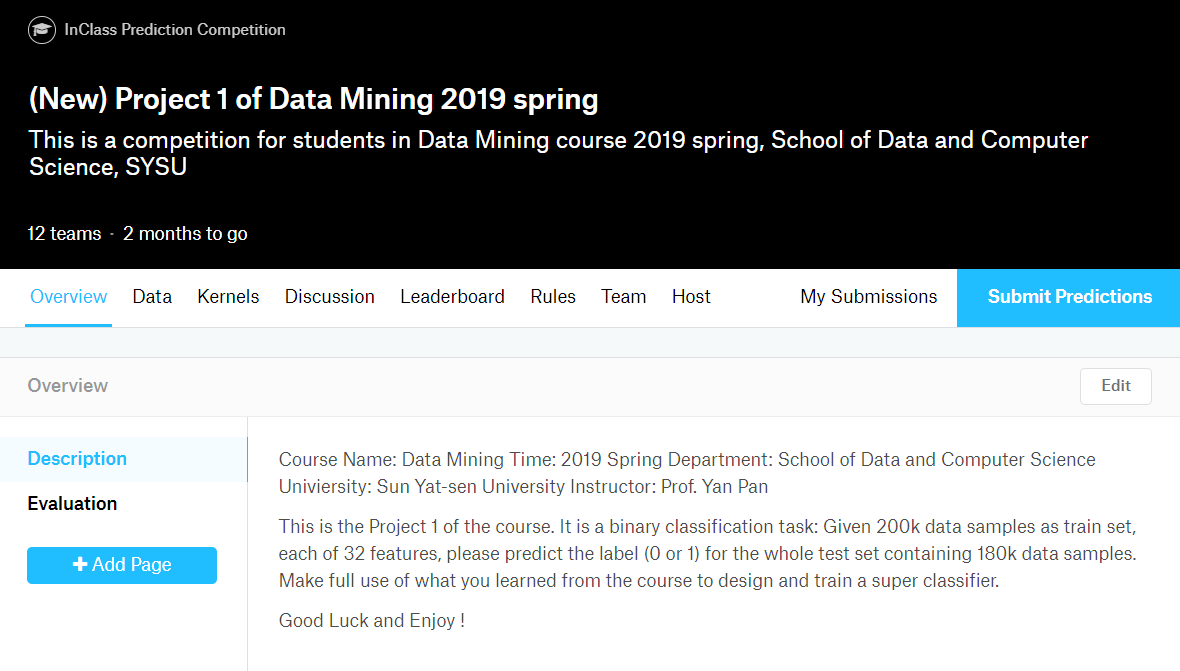 InClass Prediction Competition
(New) Project 1 of Data Mining 2019 spring
This is a competition for students in Data Mining course 2019 spring, School of Data and Computer
Science, SYSU
12 teams · 2 months to go
Overview Data Kernels Discussion Leaderboard Rules Team Host My Submissions Submit Predictions
Overview Edit
Description
Evaluation
+ Add Page
Course Name: Data Mining Time: 2019 Spring Department: School of Data and Computer Science
Univiersity: Sun Yat-sen University Instructor: Prof. Yan Pan
This is the Project 1 of the course. It is a binary classification task: Given 200k data samples as train set,
each of 32 features, please predict the label (0 or 1) for the whole test set containing 180k data samples.
Make full use of what you learned from the course to design and train a super classifier.
Good Luck and Enjoy !